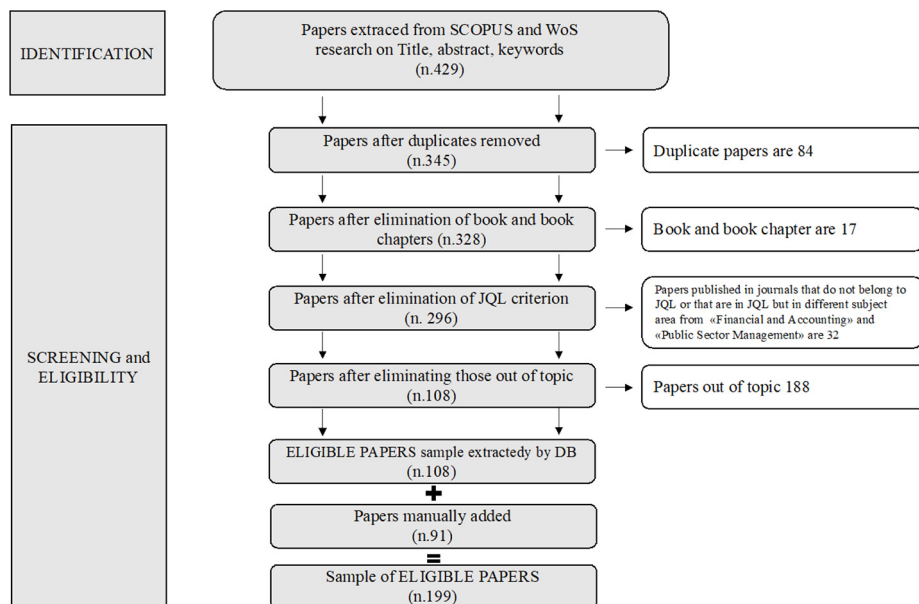 IDENTIFICATION
Papers extraced from SCOPUS and WoS
research on Title, abstract, keywords
(n.429)
SCREENING and
ELIGIBILITY
Papers after duplicates removed
(n.345)
Duplicate papers are 84
Papers after elimination of book and book
chapters (n.328)
Book and book chapter are 17
Papers after elimination of JQL criterion
(n. 296)
Papers published in journals that do not belong to
JQL or that are in JQL but in different subject
area from «Financial and Accounting» and
«Public Sector Management» are 32
Papers after eliminating those out of topic
(n.108)
Papers out of topic 188
ELIGIBLE PAPERS sample extractedy by DB
(n.108)
+
Papers manually added
(n.91)
=
Sample of ELIGIBLE PAPERS
(n.199)